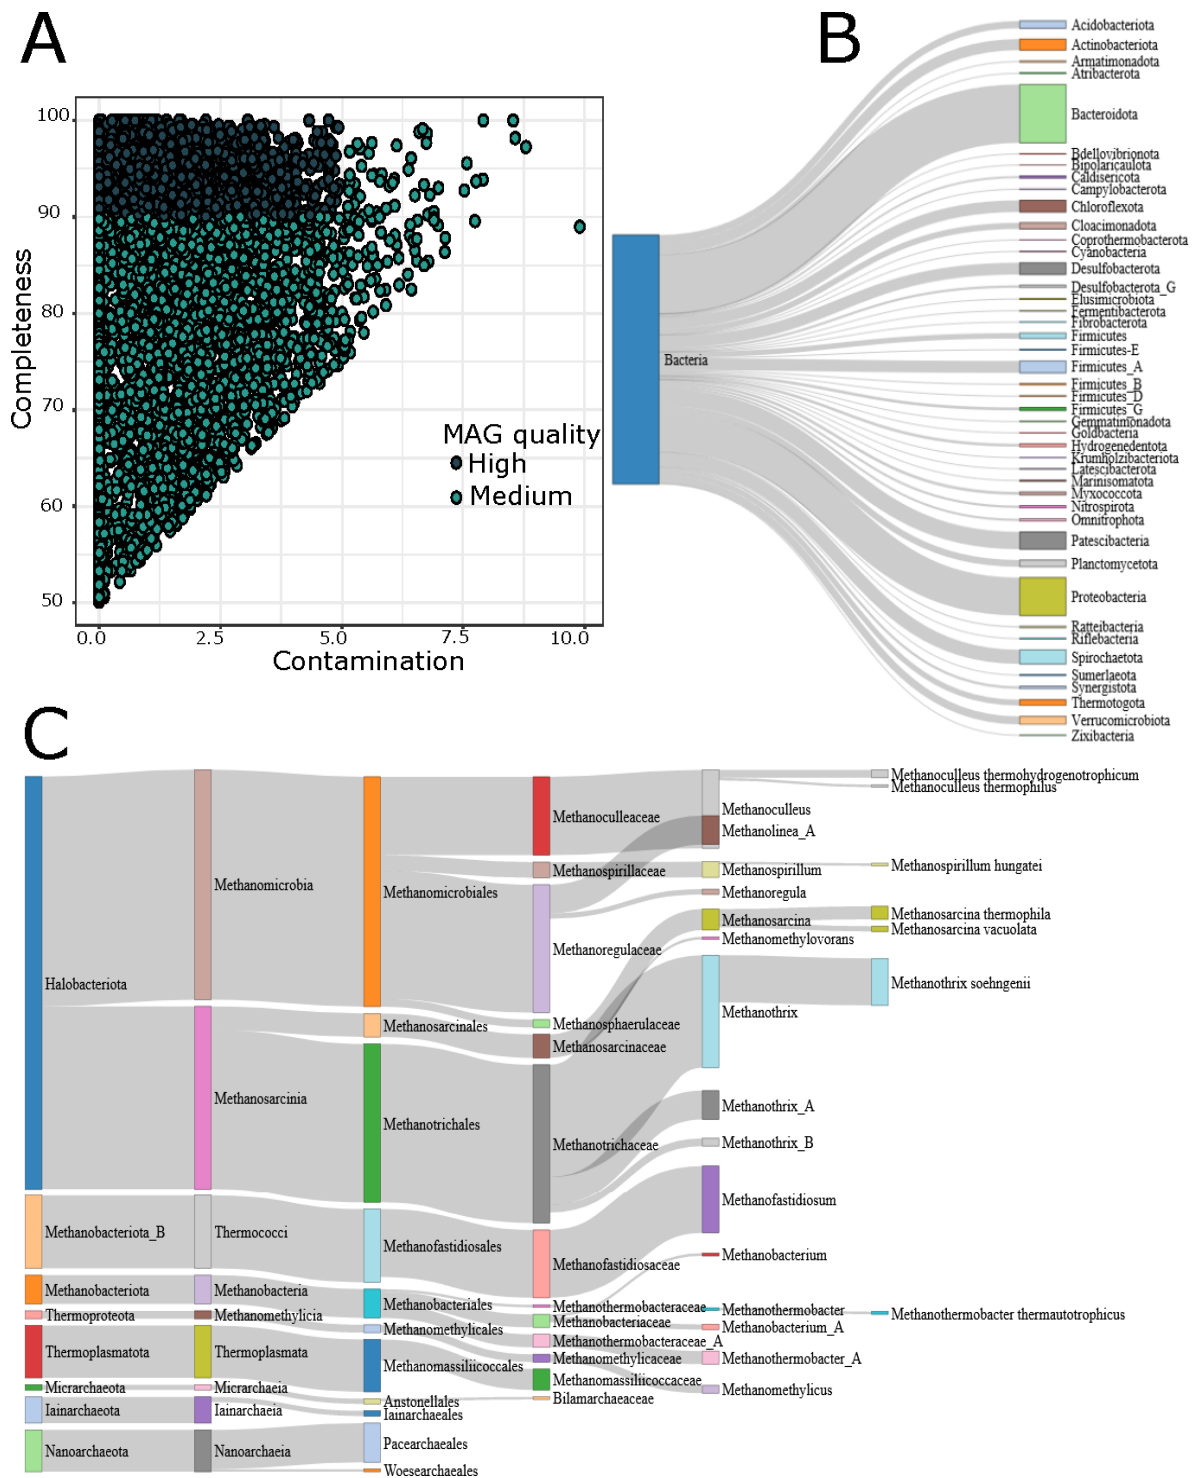 A
Completeness
100
90
80
70
60
50
0.0
2.5
5.0
7.5
10.0
Contamination
MAG quality
High
Medium
B
Bacteria
Acidobacteriota
Actinobacteriota
Armatimonadota
Atribacterota
Bacteroidota
Bdellovibrionota
Bipolaricaulota
Caldisericota
Campylobacterota
Chloroflexota
Cloacimonadota
Coprothermobacterota
Cyanobacteria
Desulfobacterota
Desulfobacterota_G
Elusimicrobiota
Fermentibacterota
Fibrobacterota
Firmicutes
Firmicutes-E
Firmicutes_A
Firmicutes_B
Firmicutes_D
Firmicutes_G
Gemmatimonadota
Goldbacteria
Hydrogenedentota
Krumholzibacteriota
Latescibacterota
Marinisomatota
Myxococcota
Nitrospirota
Omnitrophota
Patescibacteria
Planctomycetota
Proteobacteria
Ratteibacteria
Riflebacteria
Spirochaetota
Sumerlaeota
Synergistota
Thermotogota
Verrucomicrobiota
Zixibacteria
C
Halobacteriota
Methanobacteriota_B
Methanobacteriota
Thermoproteota
Thermoplasmatota
Micrarchaeota
Iainarchaeota
Nanoarchaeota
Methanomicrobia
Methanosarcinia
Thermococci
Methanobacteria
Methanomethylicia
Thermoplasmata
Micrarchaeia
Iainarchaeia
Nanoarchaeia
Methanomicrobiales
Methanosarcinales
Methanotrichales
Methanofastidiosales
Methanobacteriales
Methanomethylicales
Methanomassiliicoccales
Anstonellales
Iainarchaeales
Pacearchaeales
Woesearchaeales
Methanoculleaceae
Methanospirillaceae
Methanoregulaceae
Methanosphaerulaceae
Methanosarcinaceae
Methanotrichaceae
Methanofastidiosaceae
Methanothermobacteraceae
Methanobacteriaceae
Methanothermobacteraceae_A
Methanomethylicaceae
Methanomassiliicoccaceae
Bilamarchaeaceae
Methanoculleus
Methanolinea_A
Methanospirillum
Methanoregula
Methanosarcina
Methanomethylovorans
Methanothrix
Methanothrix_A
Methanothrix_B
Methanofastidiosum
Methanobacterium
Methanothermobacter
Methanobacterium_A
Methanothermobacter_A
Methanomethylicus
Methanoculleus thermohydrogenotrophicum
Methanoculleus thermophilus
Methanospirillum hungatei
Methanosarcina thermophila
Methanosarcina vacuolata
Methanothrix soehngenii
Methanothermobacter thermautotrophicus